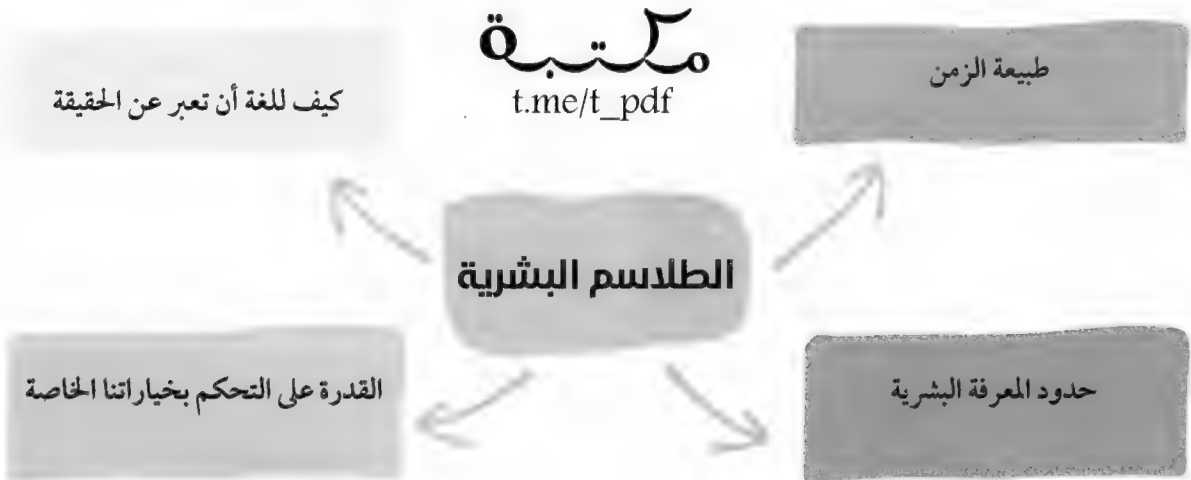 مكتبة
t.me/t_pdf
طبيعة الزمن
كيف للغة أن تعبر عن الحقيقة
الطلاسم البشرية
حدود المعرفة البشرية
القدرة على التحكم بخياراتنا الخاصة